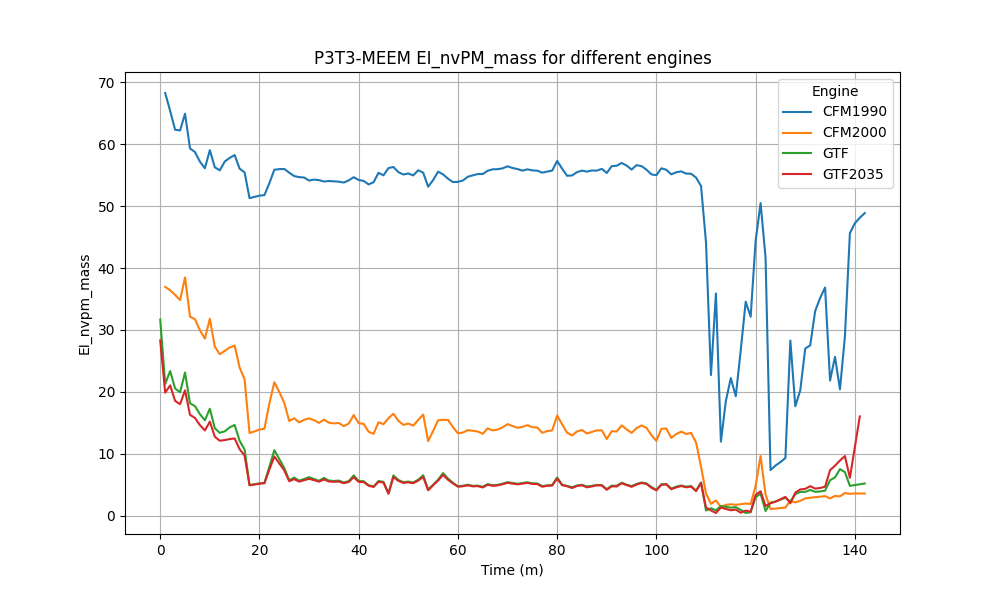 P3T3-MEEM EI_nvPM_mass for different engines
70
60
50
40
30
20
10
0
EI_nvpm_mass
Engine
CFM1990
CFM2000
GTF
GTF2035
0
20
40
60
80
100
120
140
Time (m)